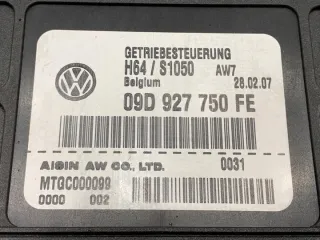 GETRIEBESTEUERUNG
H64 / S1050 AW7
Belgium 28.02.07
09D 927 750 FE
AISIN AW CO., LTD. 0031
MTGC000099
0000 002